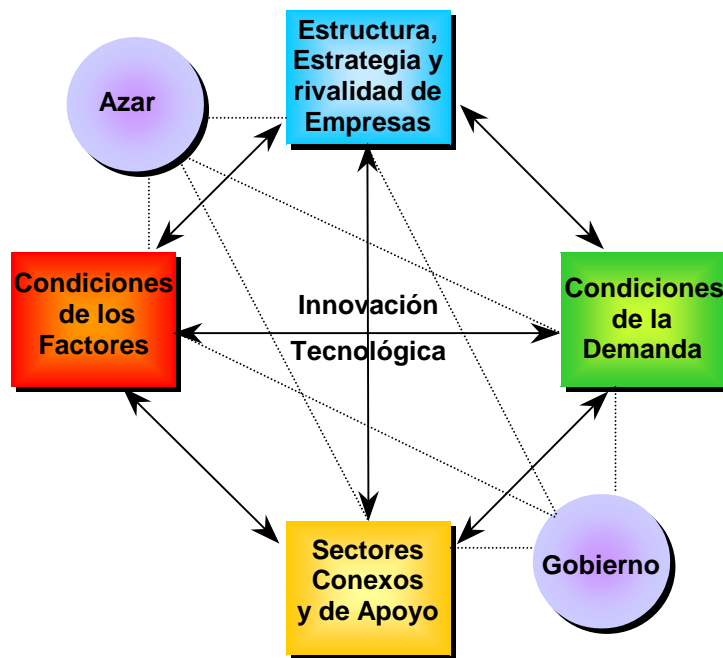 Estructura,
Estrategia y
rivalidad de
Empresas
Azar
Condiciones
de los
Factores
Innovación
Tecnológica
Condiciones
de la
Demanda
Sectores
Conexos
y de Apoyo
Gobierno